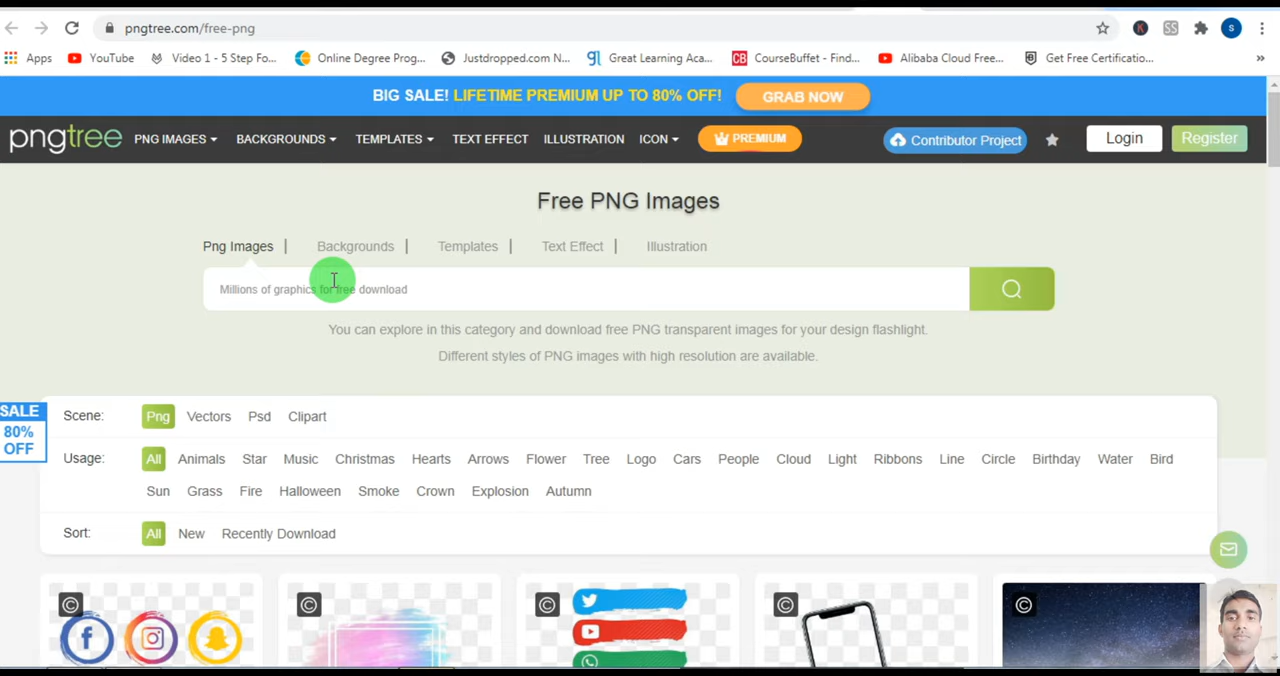 pngtree.com/free-png
K SS s
Apps YouTube Video 1 - 5 Step Fo... Online Degree Prog... Justdropped.com N... gl Great Learning Aca... CB CourseBuffet - Find... Alibaba Cloud Free... Get Free Certificatio... »
BIG SALE! LIFETIME PREMIUM UP TO 80% OFF! GRAB NOW
pngtree PNG IMAGES BACKGROUNDS TEMPLATES TEXT EFFECT ILLUSTRATION ICON PREMIUM Contributor Project Login Register
Free PNG Images
Png Images | Backgrounds | Templates | Text Effect | Illustration
Millions of graphics for free download
You can explore in this category and download free PNG transparent images for your design flashlight.
Different styles of PNG images with high resolution are available.
SALE
80%
OFF
Scene: Png Vectors Psd Clipart
Usage: All Animals Star Music Christmas Hearts Arrows Flower Tree Logo Cars People Cloud Light Ribbons Line Circle Birthday Water Bird
Sun Grass Fire Halloween Smoke Crown Explosion Autumn
Sort: All New Recently Download
© © © © ©